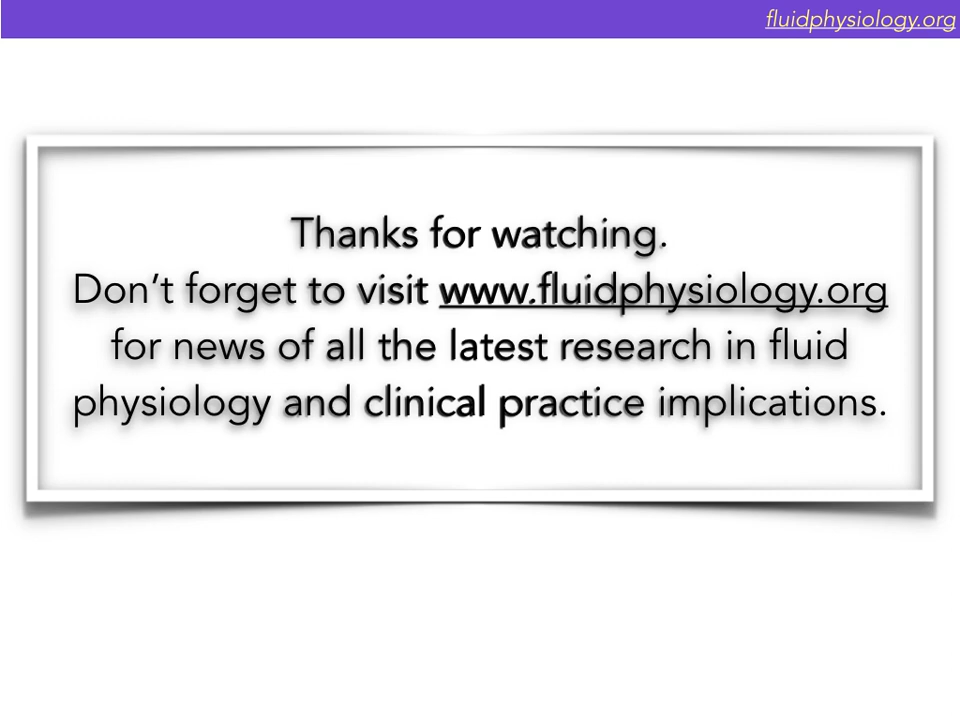 fluidphysiology.org
Thanks for watching.
Don’t forget to visit www.fluidphysiology.org
for news of all the latest research in fluid
physiology and clinical practice implications.